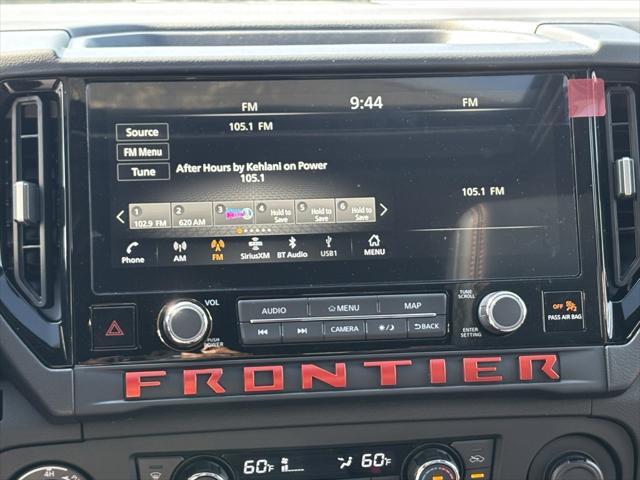 FM 9:44 FM
105.1 FM
Source
FM Menu
Tune
After Hours by Kehlani on Power
105.1
105.1 FM
1 2 3 4 5 6
102.9 FM 620 AM Hold to Save Hold to Save Hold to Save
Phone AM FM SiriusXM BT Audio USB1 MENU
VOL
PUSH POWER
AUDIO MENU MAP
CAMERA BACK
TUNE SCROLL
ENTER SETTING
OFF
PASS AIR BAG
FRONTIER
4H
60°F 60°F